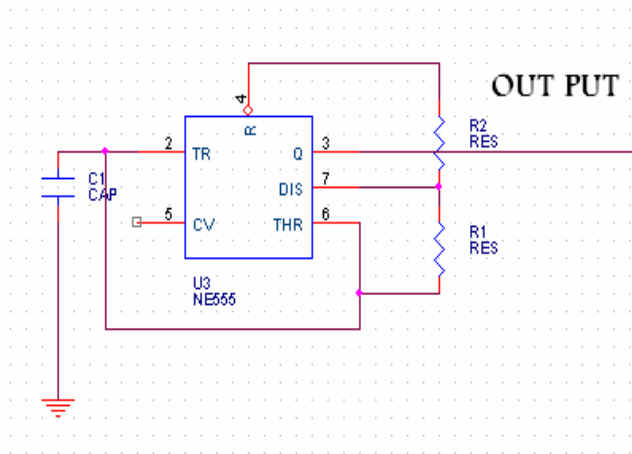 OUT PUT
4
R
R2
RES
2
TR
Q
3
C1
CAP
DIS
7
5
CV
THR
6
R1
RES
U3
NE555